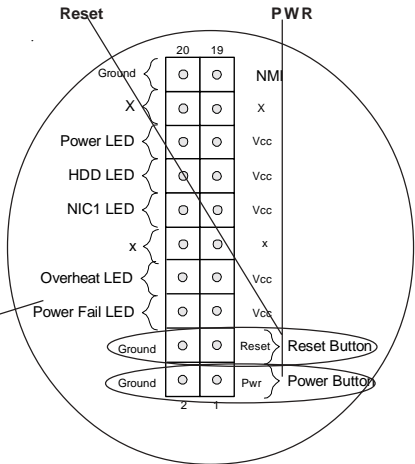 Reset PWR
20 19
Ground NMI
X X
Power LED Vcc
HDD LED Vcc
NIC1 LED Vcc
x x
Overheat LED Vcc
Power Fail LED Vcc
Ground Reset Reset Button
Ground Pwr Power Button
2 1